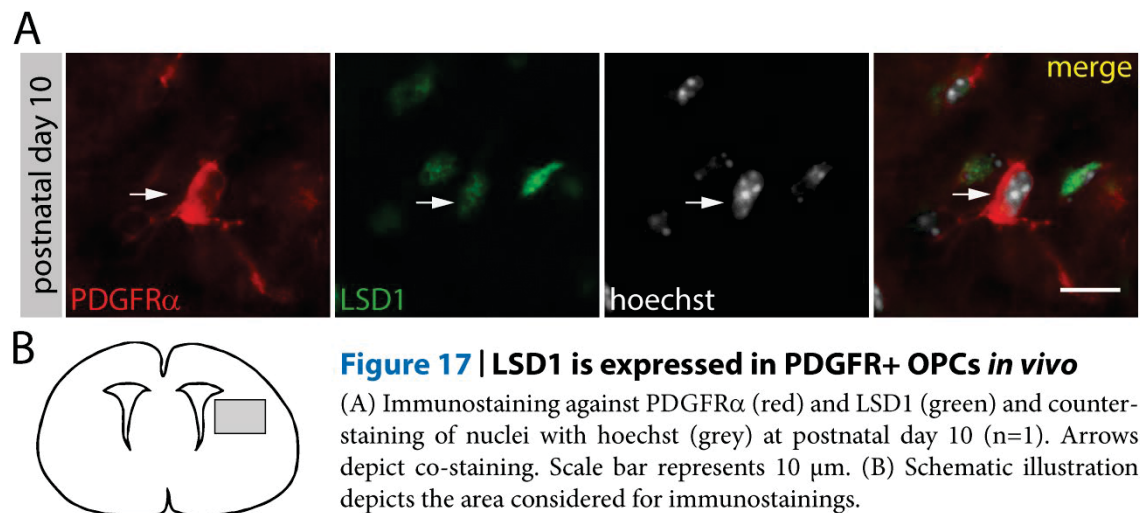 A
postnatal day 10
PDGFRα
LSD1
hoechst
merge
B
Figure 17 | LSD1 is expressed in PDGFR+ OPCs in vivo
(A) Immunostaining against PDGFRα (red) and LSD1 (green) and counter-
staining of nuclei with hoechst (grey) at postnatal day 10 (n=1). Arrows
depict co-staining. Scale bar represents 10 μm. (B) Schematic illustration
depicts the area considered for immunostainings.